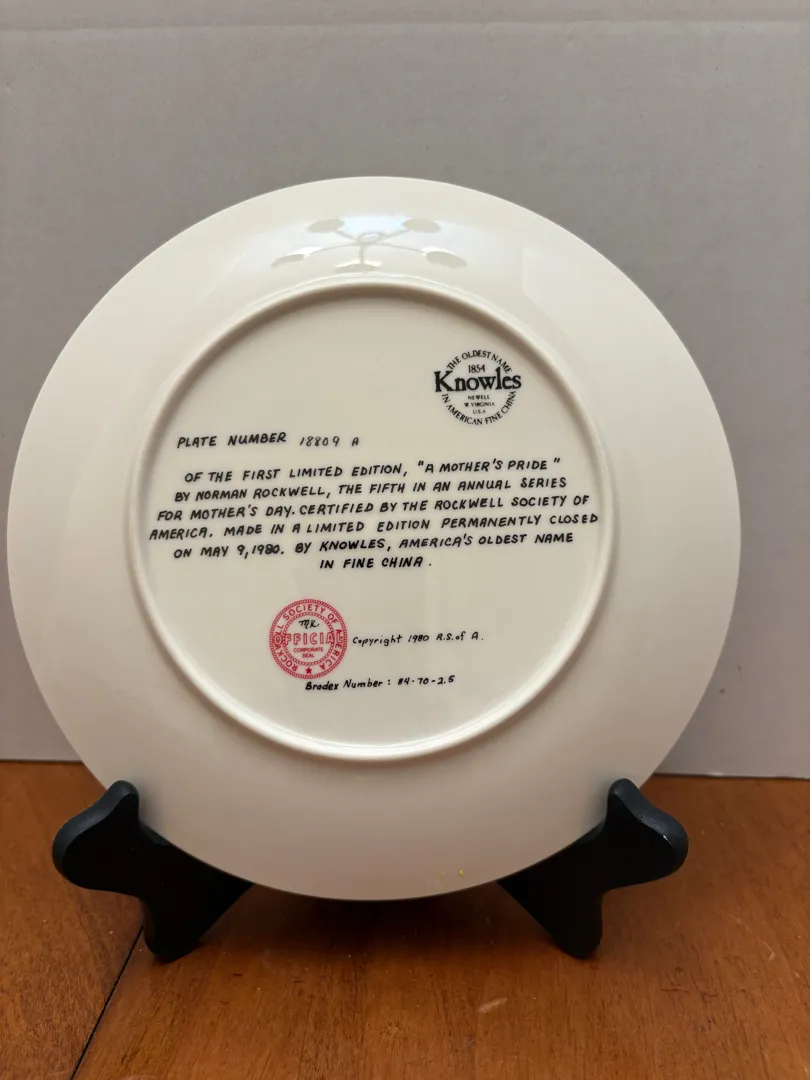 THE OLDEST NAME
1854
Knowles
NEWELL
W. VIRGINIA
U.S.A
IN AMERICAN FINE CHINA
PLATE NUMBER 18809 A
OF THE FIRST LIMITED EDITION, "A MOTHER'S PRIDE"
BY NORMAN ROCKWELL, THE FIFTH IN AN ANNUAL SERIES
FOR MOTHER'S DAY. CERTIFIED BY THE ROCKWELL SOCIETY OF
AMERICA. MADE IN A LIMITED EDITION PERMANENTLY CLOSED
ON MAY 9, 1980. BY KNOWLES, AMERICA'S OLDEST NAME
IN FINE CHINA.
ROCKWELL SOCIETY OF AMERICA
MK
OFFICIAL
CORPORATE
SEAL
Copyright 1980 R.S. of A.
Bradex Number: 84-70-2.5